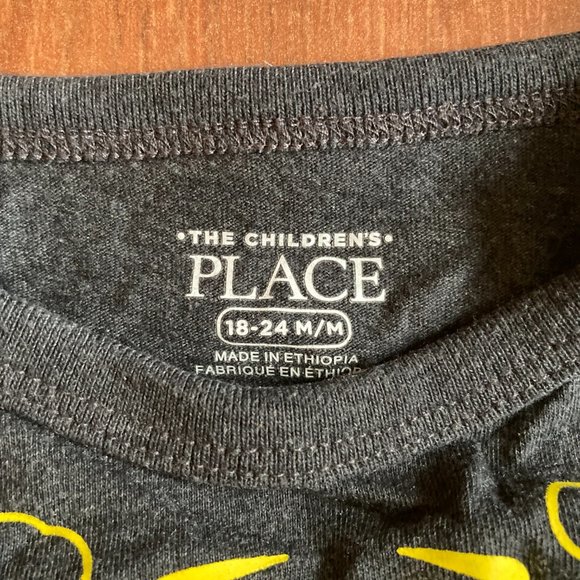 •THE CHILDREN'S•
PLACE
18-24 M/M
MADE IN ETHIOPIA
FABRIQUÉ EN